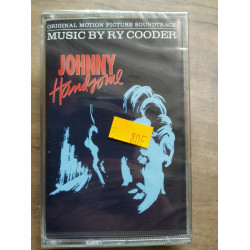 ORIGINAL MOTION PICTURE SOUNDTRACK
MUSIC BY RY COODER
JOHNNY
Handsome